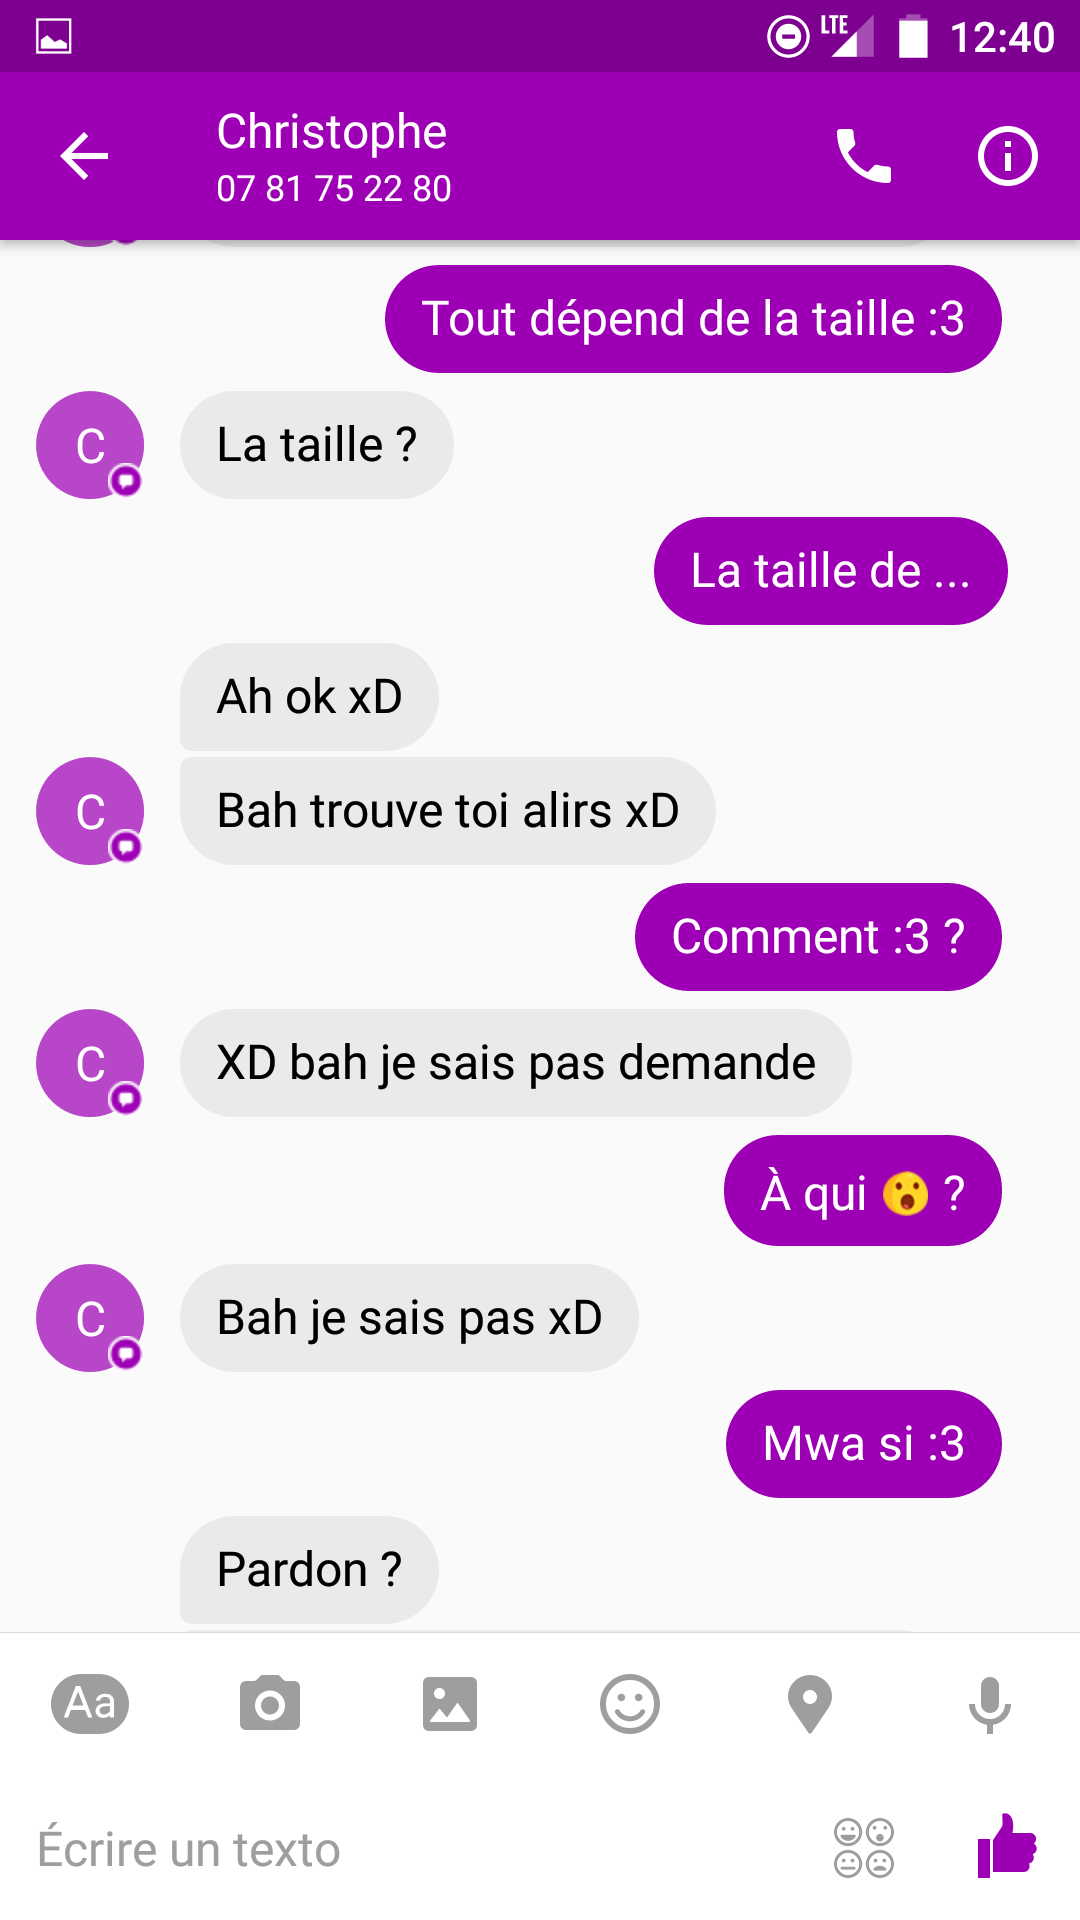 LTE 12:40
Christophe
07 81 75 22 80
Tout dépend de la taille :3
C
La taille ?
La taille de ...
Ah ok xD
C
Bah trouve toi alirs xD
Comment :3 ?
C
XD bah je sais pas demande
À qui 😮 ?
C
Bah je sais pas xD
Mwa si :3
Pardon ?
Aa
Écrire un texto